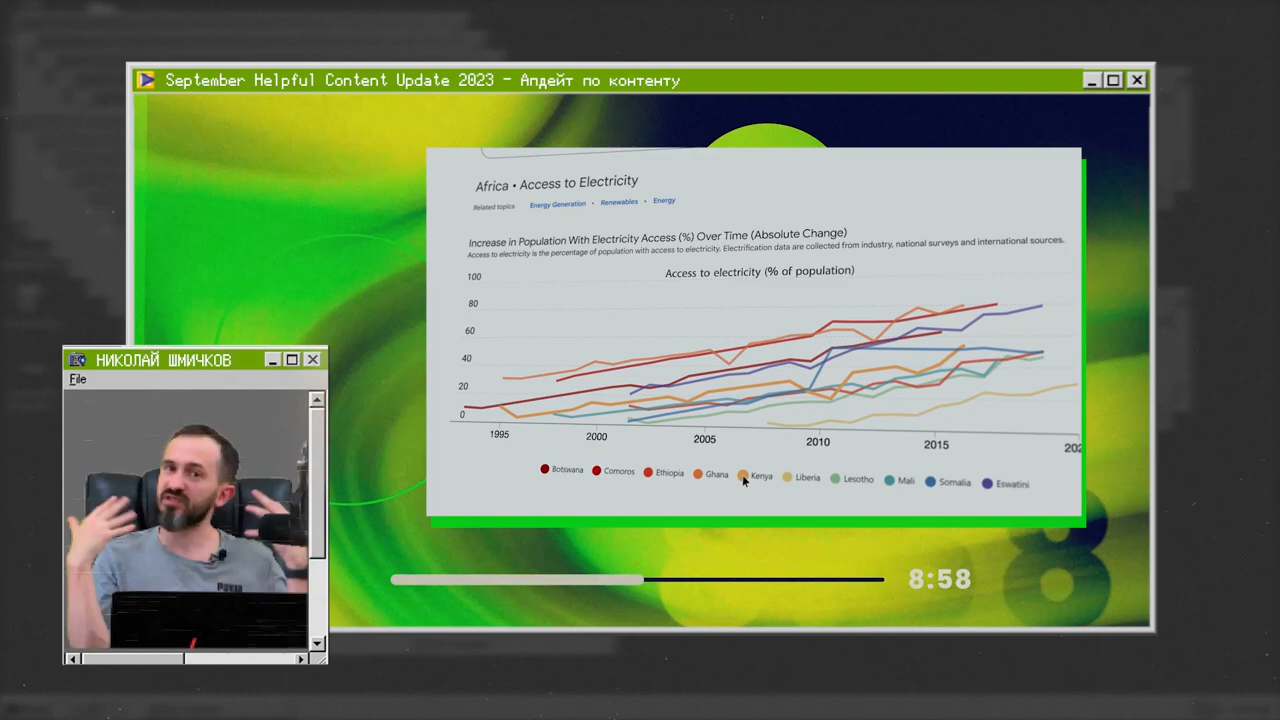 September Helpful Content Update 2023 - Апдейт по контенту
Africa • Access to Electricity
Related topics Energy Generation • Renewables • Energy
Increase in Population With Electricity Access (%) Over Time (Absolute Change)
Access to electricity is the percentage of population with access to electricity. Electrification data are collected from industry, national surveys and international sources.
Access to electricity (% of population)
100
80
60
40
20
0
1995 2000 2005 2010 2015 202
Botswana Comoros Ethiopia Ghana Kenya Liberia Lesotho Mali Somalia Eswatini
НИКОЛАЙ ШМИЧКОВ
File
8:58